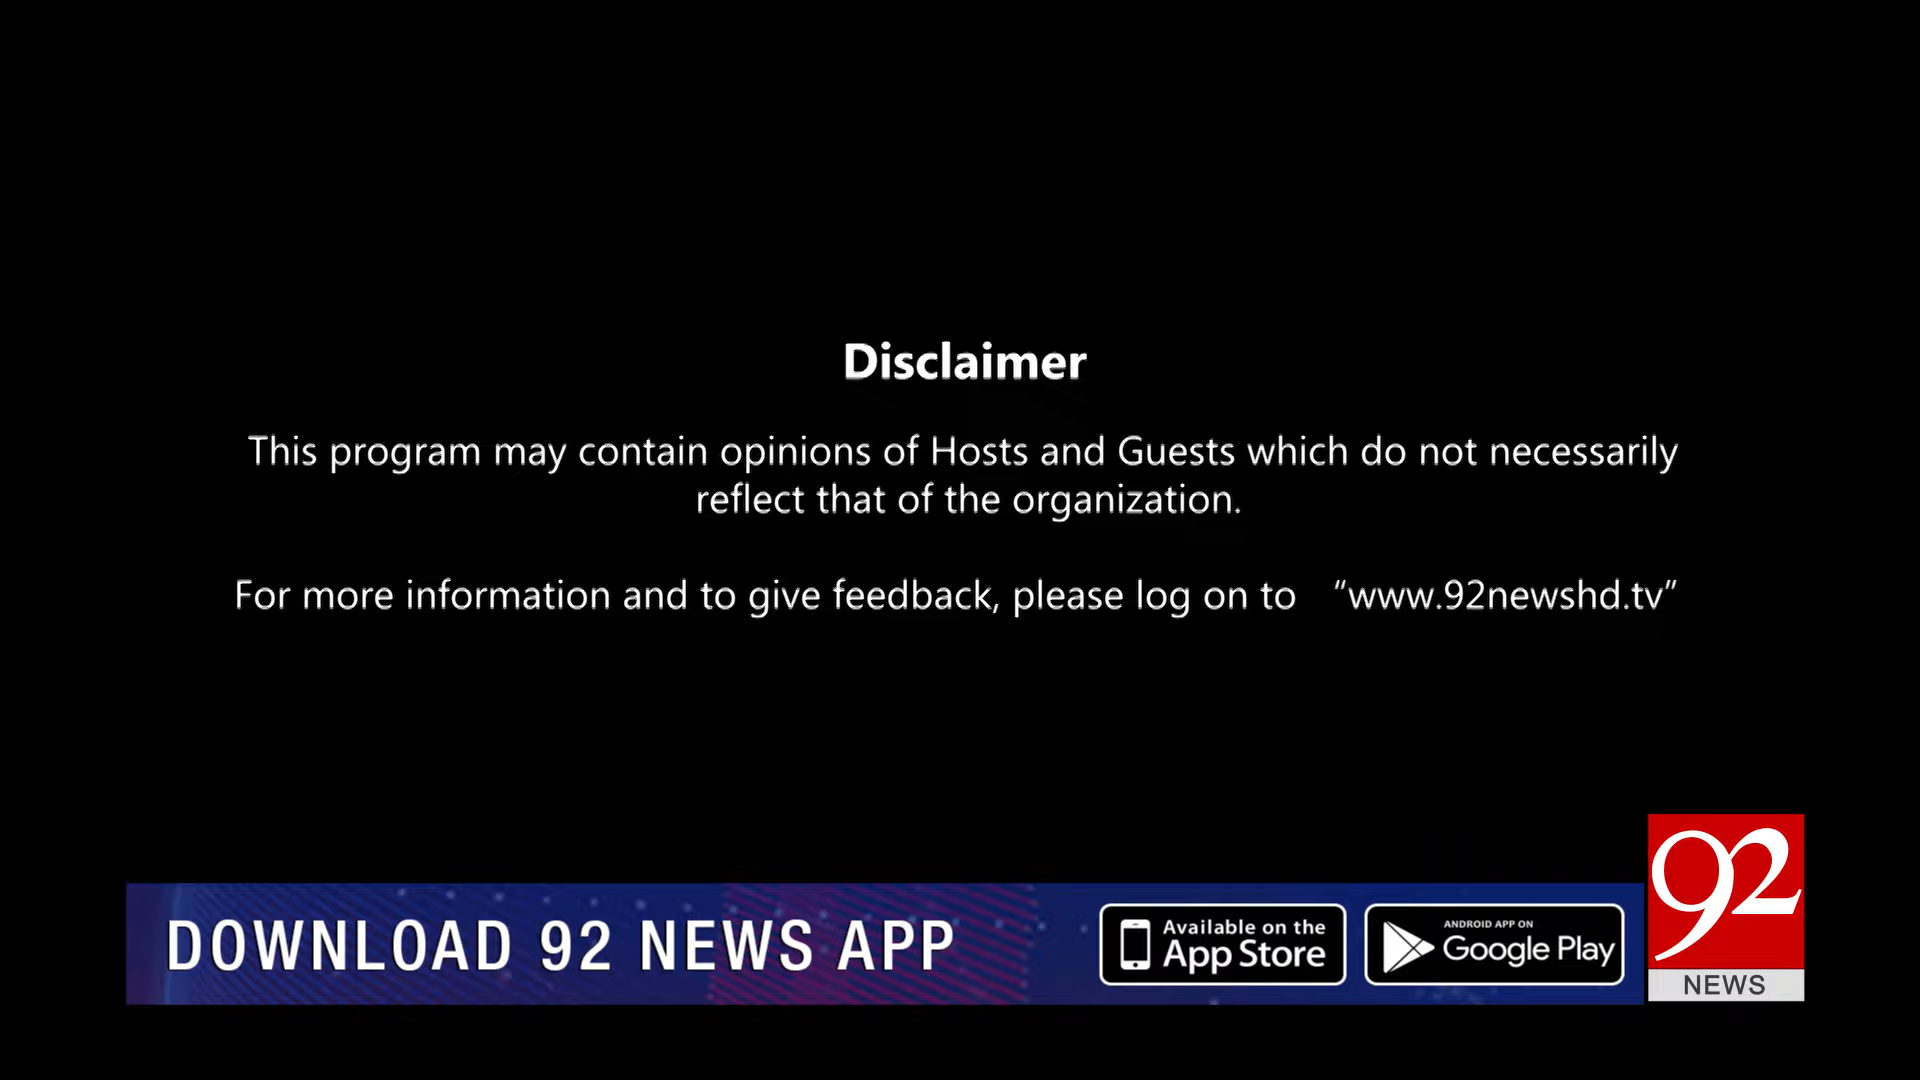 Disclaimer
This program may contain opinions of Hosts and Guests which do not necessarily
reflect that of the organization.
For more information and to give feedback, please log on to “www.92newshd.tv”
DOWNLOAD 92 NEWS APP
Available on the
App Store
ANDROID APP ON
Google Play
92
NEWS